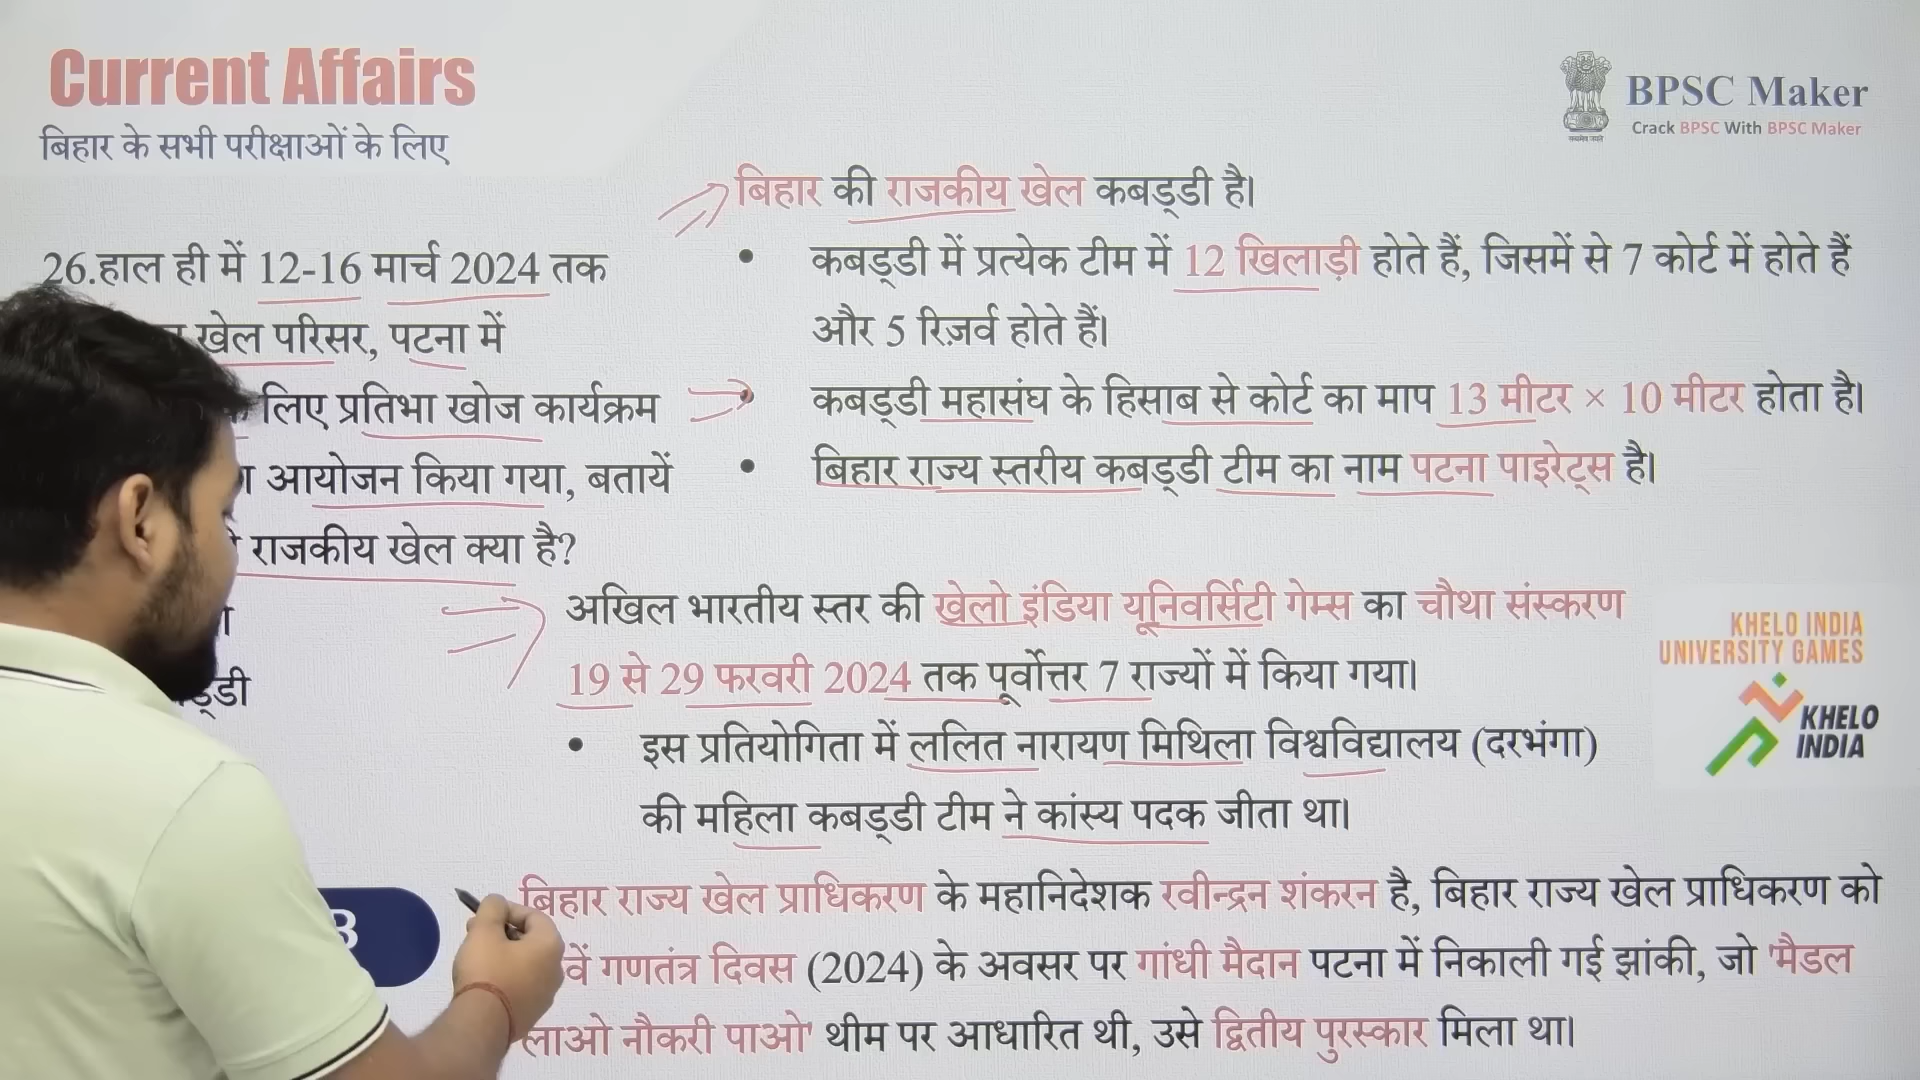 Current Affairs
बिहार के सभी परीक्षाओं के लिए
BPSC Maker
Crack BPSC With BPSC Maker
26.हाल ही में 12-16 मार्च 2024 तक
खेल परिसर, पटना में
लिए प्रतिभा खोज कार्यक्रम
आयोजन किया गया, बतायें
राजकीय खेल क्या है?
B
बिहार की राजकीय खेल कबड्डी है।
• कबड्डी में प्रत्येक टीम में 12 खिलाड़ी होते हैं, जिसमें से 7 कोर्ट में होते हैं
और 5 रिज़र्व होते हैं।
• कबड्डी महासंघ के हिसाब से कोर्ट का माप 13 मीटर × 10 मीटर होता है।
• बिहार राज्य स्तरीय कबड्डी टीम का नाम पटना पाइरेट्स है।
अखिल भारतीय स्तर की खेलो इंडिया यूनिवर्सिटी गेम्स का चौथा संस्करण
19 से 29 फरवरी 2024 तक पूर्वोत्तर 7 राज्यों में किया गया।
• इस प्रतियोगिता में ललित नारायण मिथिला विश्वविद्यालय (दरभंगा)
की महिला कबड्डी टीम ने कांस्य पदक जीता था।
KHELO INDIA
UNIVERSITY GAMES
KHELO
INDIA
बिहार राज्य खेल प्राधिकरण के महानिदेशक रवीन्द्रन शंकरन है, बिहार राज्य खेल प्राधिकरण को
वें गणतंत्र दिवस (2024) के अवसर पर गांधी मैदान पटना में निकाली गई झांकी, जो 'मैडल
लाओ नौकरी पाओ' थीम पर आधारित थी, उसे द्वितीय पुरस्कार मिला था।